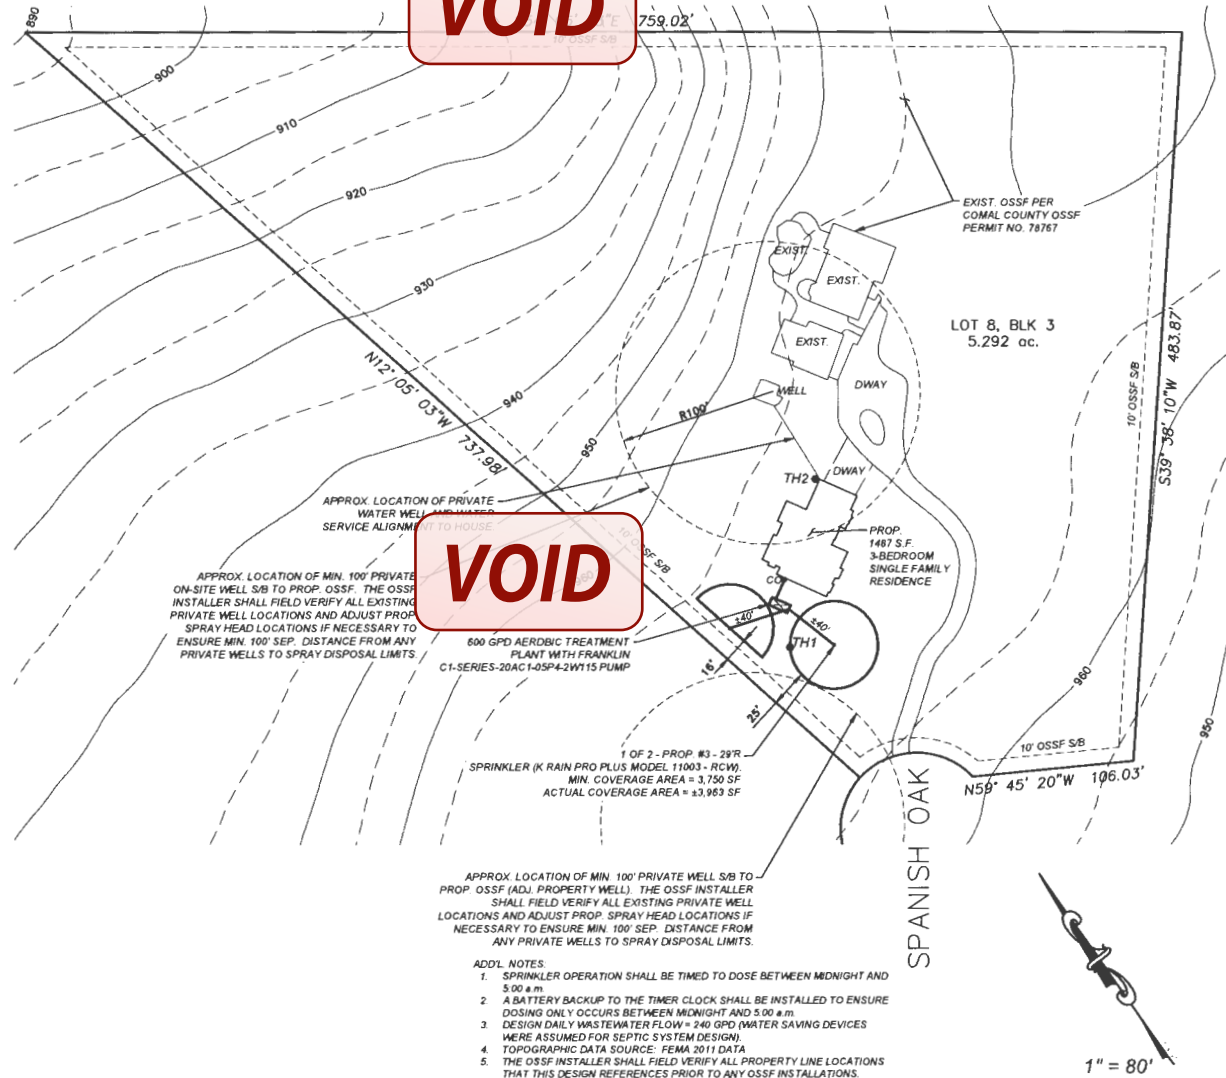 VOID
"E 759.02'
10' OSSF S/B
890
900
910
920
930
940
950
EXIST. OSSF PER
COMAL COUNTY OSSF
PERMIT NO. 78767
EXIST.
EXIST.
EXIST.
LOT 8, BLK 3
5.292 ac.
S39° 38' 10"W 483.87'
10' OSSF S/B
N12° 05' 03"W 737.98'
WELL
DWAY
R100'
DWAY
TH2
APPROX. LOCATION OF PRIVATE
WATER WELL AND WATER
SERVICE ALIGNMENT TO HOUSE.
PROP.
1487 S.F.
3-BEDROOM
SINGLE FAMILY
RESIDENCE
VOID
10' OSSF S/B
960
APPROX. LOCATION OF MIN. 100' PRIVATE
ON-SITE WELL S/B TO PROP. OSSF. THE OSSF
INSTALLER SHALL FIELD VERIFY ALL EXISTING
PRIVATE WELL LOCATIONS AND ADJUST PROP.
SPRAY HEAD LOCATIONS IF NECESSARY TO
ENSURE MIN. 100' SEP. DISTANCE FROM ANY
PRIVATE WELLS TO SPRAY DISPOSAL LIMITS.
CO
±40'
±40'
TH1
600 GPD AEROBIC TREATMENT
PLANT WITH FRANKLIN
C1-SERIES-20AC1-05P4-2W115 PUMP
16'
25'
960
950
10' OSSF S/B
N59° 45' 20"W 106.03'
1 OF 2 - PROP. #3 - 29'R
SPRINKLER (K RAIN PRO PLUS MODEL 11003 - RCW).
MIN. COVERAGE AREA = 3,750 SF
ACTUAL COVERAGE AREA = ±3,963 SF
SPANISH OAK
APPROX. LOCATION OF MIN. 100' PRIVATE WELL S/B TO
PROP. OSSF (ADJ. PROPERTY WELL). THE OSSF INSTALLER
SHALL FIELD VERIFY ALL EXISTING PRIVATE WELL
LOCATIONS AND ADJUST PROP. SPRAY HEAD LOCATIONS IF
NECESSARY TO ENSURE MIN. 100' SEP. DISTANCE FROM
ANY PRIVATE WELLS TO SPRAY DISPOSAL LIMITS.
ADD'L. NOTES:
1. SPRINKLER OPERATION SHALL BE TIMED TO DOSE BETWEEN MIDNIGHT AND
5:00 a.m.
2. A BATTERY BACKUP TO THE TIMER CLOCK SHALL BE INSTALLED TO ENSURE
DOSING ONLY OCCURS BETWEEN MIDNIGHT AND 5:00 a.m.
3. DESIGN DAILY WASTEWATER FLOW = 240 GPD (WATER SAVING DEVICES
WERE ASSUMED FOR SEPTIC SYSTEM DESIGN).
4. TOPOGRAPHIC DATA SOURCE: FEMA 2011 DATA
5. THE OSSF INSTALLER SHALL FIELD VERIFY ALL PROPERTY LINE LOCATIONS
THAT THIS DESIGN REFERENCES PRIOR TO ANY OSSF INSTALLATIONS.
1" = 80'